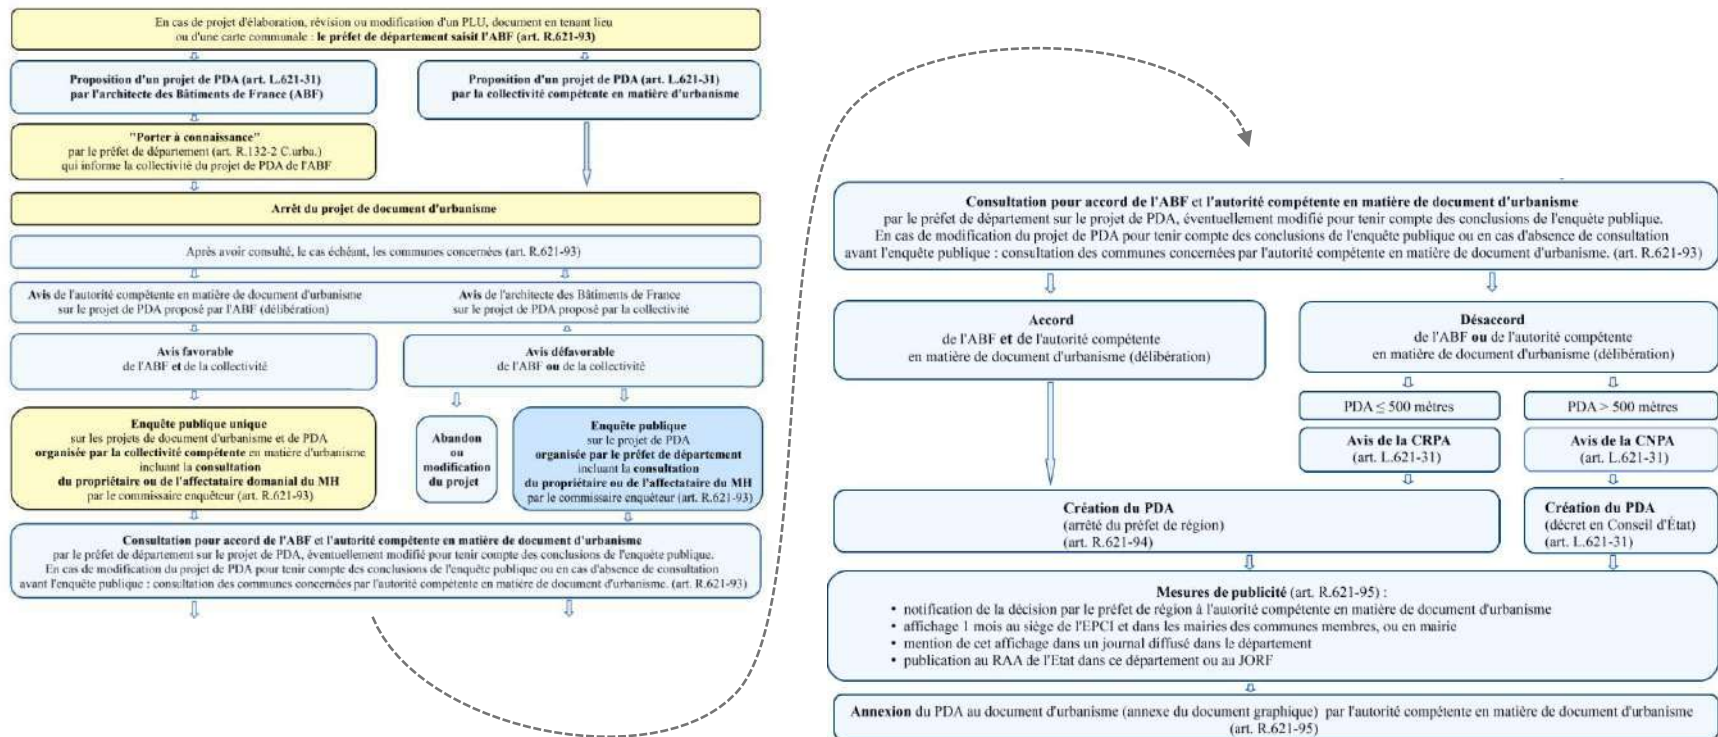 En cas de projet d'élaboration, révision ou modification d'un PLU, document en tenant lieu
ou d'une carte communale : le préfet de département saisit l'ABF (art. R.621-93)
Proposition d'un projet de PDA (art. L.621-31)
par l'architecte des Bâtiments de France (ABF)
Proposition d'un projet de PDA (art. L.621-31)
par la collectivité compétente en matière d'urbanisme
"Porter à connaissance"
par le préfet de département (art. R.132-2 C.urba.)
qui informe la collectivité du projet de PDA de l'ABF
Arrêt du projet de document d'urbanisme
Après avoir consulté, le cas échéant, les communes concernées (art. R.621-93)
Avis de l'autorité compétente en matière de document d'urbanisme
sur le projet de PDA proposé par l'ABF (délibération)
Avis de l'architecte des Bâtiments de France
sur le projet de PDA proposé par la collectivité
Avis favorable
de l'ABF et de la collectivité
Avis défavorable
de l'ABF ou de la collectivité
Enquête publique unique
sur les projets de document d'urbanisme et de PDA
organisée par la collectivité compétente en matière d'urbanisme
incluant la consultation
du propriétaire ou de l'affectataire domanial du MH
par le commissaire enquêteur (art. R.621-93)
Abandon
ou
modification
du projet
Enquête publique
sur le projet de PDA
organisée par le préfet de département
incluant la consultation
du propriétaire ou de l'affectataire du MH
par le commissaire enquêteur (art. R.621-93)
Consultation pour accord de l'ABF et l'autorité compétente en matière de document d'urbanisme
par le préfet de département sur le projet de PDA, éventuellement modifié pour tenir compte des conclusions de l'enquête publique.
En cas de modification du projet de PDA pour tenir compte des conclusions de l'enquête publique ou en cas d'absence de consultation
avant l'enquête publique : consultation des communes concernées par l'autorité compétente en matière de document d'urbanisme. (art. R.621-93)
Consultation pour accord de l'ABF et l'autorité compétente en matière de document d'urbanisme
par le préfet de département sur le projet de PDA, éventuellement modifié pour tenir compte des conclusions de l'enquête publique.
En cas de modification du projet de PDA pour tenir compte des conclusions de l'enquête publique ou en cas d'absence de consultation
avant l'enquête publique : consultation des communes concernées par l'autorité compétente en matière de document d'urbanisme. (art. R.621-93)
Accord
de l'ABF et de l'autorité compétente
en matière de document d'urbanisme (délibération)
Désaccord
de l'ABF ou de l'autorité compétente
en matière de document d'urbanisme (délibération)
PDA ≤ 500 mètres
PDA > 500 mètres
Avis de la CRPA
(art. L.621-31)
Avis de la CNPA
(art. L.621-31)
Création du PDA
(arrêté du préfet de région)
(art. R.621-94)
Création du PDA
(décret en Conseil d'État)
(art. L.621-31)
Mesures de publicité (art. R.621-95) :
• notification de la décision par le préfet de région à l'autorité compétente en matière de document d'urbanisme
• affichage 1 mois au siège de l'EPCI et dans les mairies des communes membres, ou en mairie
• mention de cet affichage dans un journal diffusé dans le département
• publication au RAA de l'Etat dans ce département ou au JORF
Annexion du PDA au document d'urbanisme (annexe du document graphique) par l'autorité compétente en matière de document d'urbanisme
(art. R.621-95)